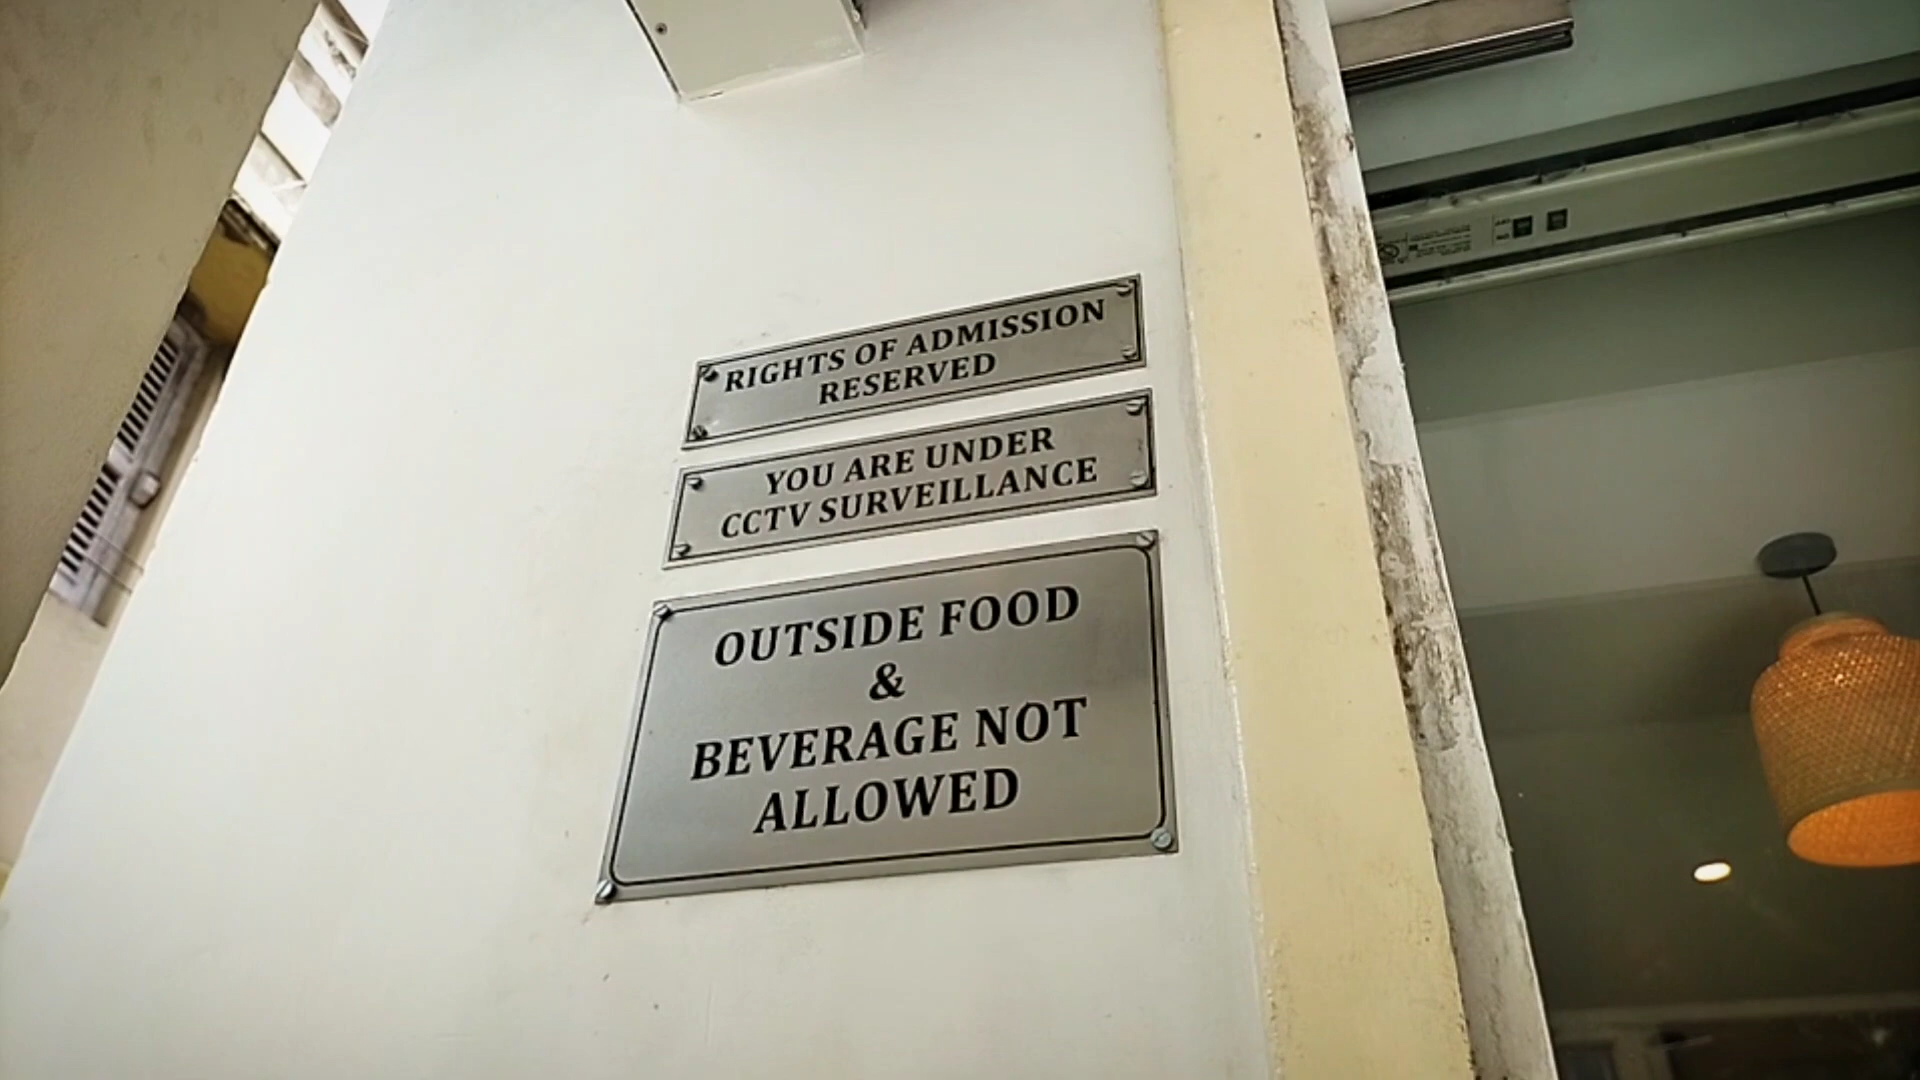 RIGHTS OF ADMISSION
RESERVED
YOU ARE UNDER
CCTV SURVEILLANCE
OUTSIDE FOOD
&
BEVERAGE NOT
ALLOWED